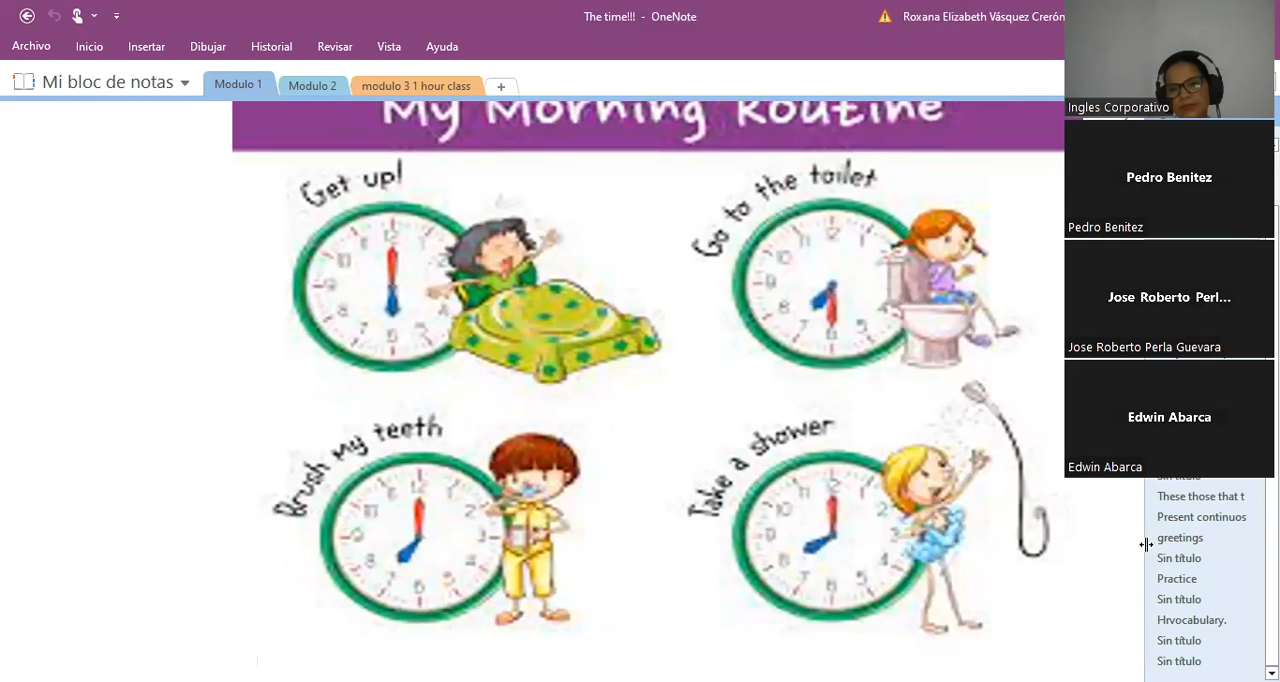 The time!!! - OneNote
Roxana Elizabeth Vásquez Creró
Archivo Inicio Insertar Dibujar Historial Revisar Vista Ayuda
Mi bloc de notas Modulo 1 Modulo 2 modulo 3 1 hour class +
My Morning Routine
Get up!
Go to the toilet
Brush my teeth
Take a shower
Ingles Corporativo
Pedro Benitez
Pedro Benitez
Jose Roberto Perl...
Jose Roberto Perla Guevara
Edwin Abarca
Edwin Abarca
Sin título
These those that t
Present continuos
greetings
Sin título
Practice
Sin título
Hrvocabulary.
Sin título
Sin título